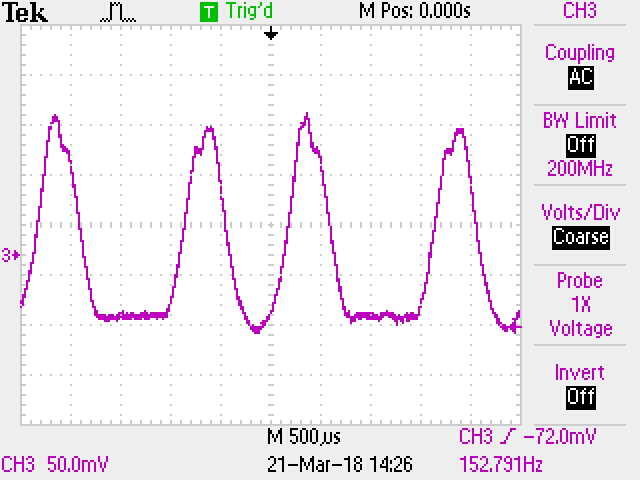 Tek T Trig'd M Pos: 0.000s CH3
Coupling
AC
BW Limit
Off
200MHz
Volts/Div
Coarse
3
Probe
1X
Voltage
Invert
Off
M 500µs CH3 −72.0mV
CH3 50.0mV 21-Mar-18 14:26 152.791Hz